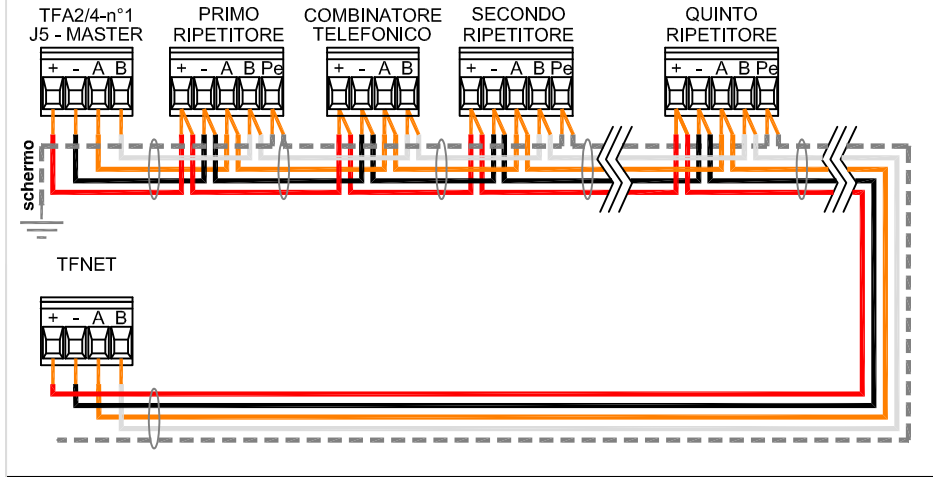 TFA2/4-n°1
J5 - MASTER
PRIMO
RIPETITORE
COMBINATORE
TELEFONICO
SECONDO
RIPETITORE
QUINTO
RIPETITORE
+ - A B
+ - A B Pe
+ - A B
+ - A B Pe
+ - A B Pe
schermo
TFNET
+ - A B